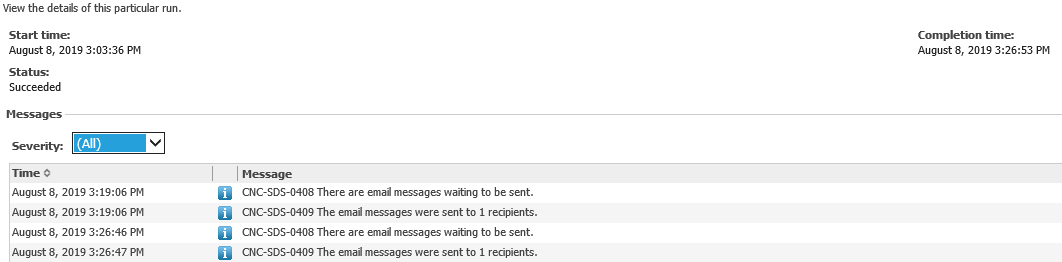 View the details of this particular run.
Start time: Completion time:
August 8, 2019 3:03:36 PM August 8, 2019 3:26:53 PM
Status:
Succeeded
Messages
Severity: (All)
Time Message
August 8, 2019 3:19:06 PM i CNC-SDS-0408 There are email messages waiting to be sent.
August 8, 2019 3:19:06 PM i CNC-SDS-0409 The email messages were sent to 1 recipients.
August 8, 2019 3:26:46 PM i CNC-SDS-0408 There are email messages waiting to be sent.
August 8, 2019 3:26:47 PM i CNC-SDS-0409 The email messages were sent to 1 recipients.